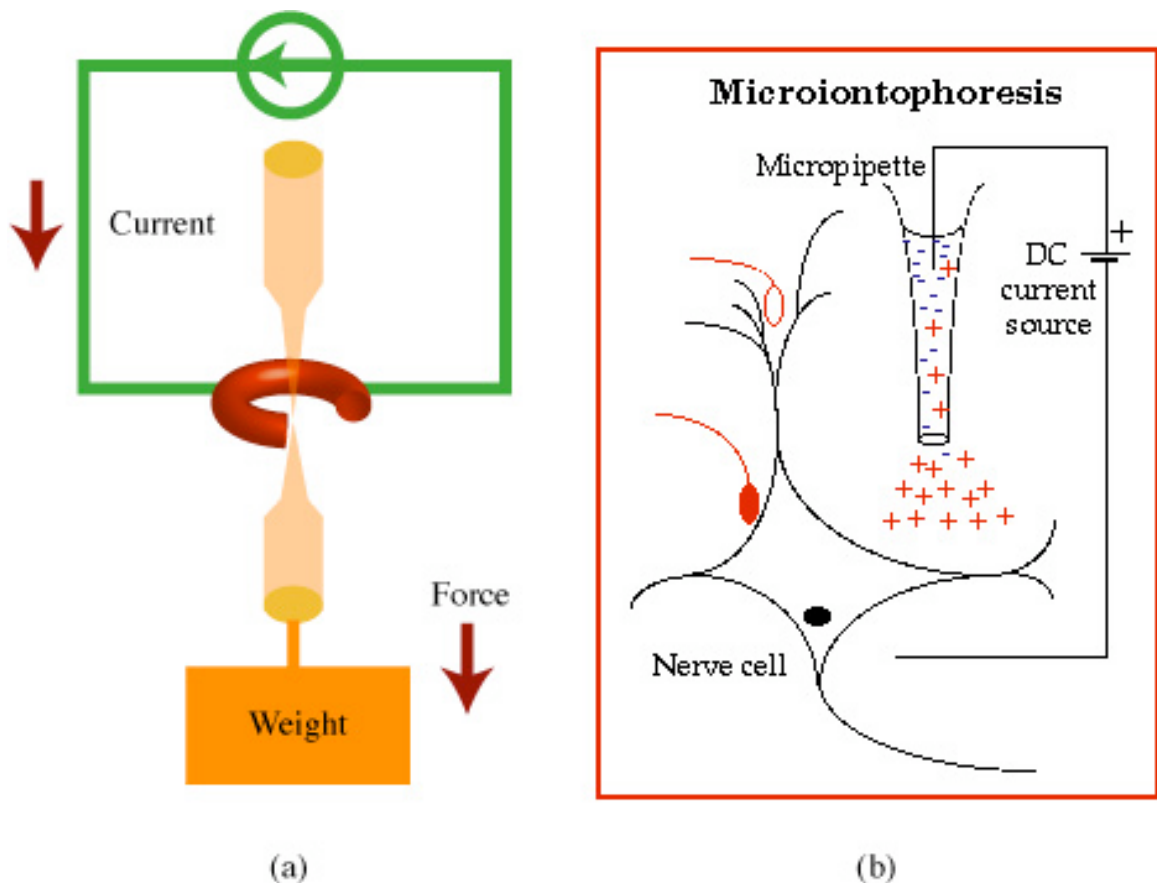 Current
Force
Weight
(a)
Microiontophoresis
Micropipette
+
DC
current
source
Nerve cell
(b)